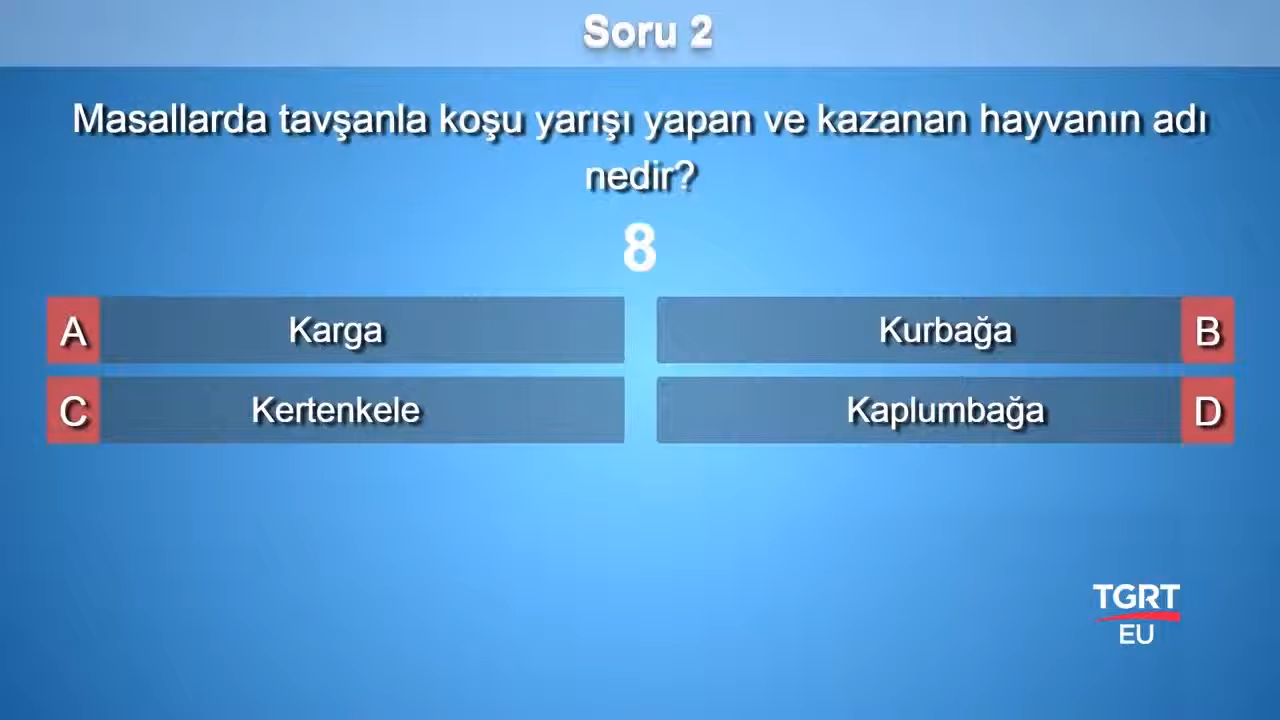 Soru 2
Masallarda tavşanla koşu yarışı yapan ve kazanan hayvanın adı
nedir?
8
A Karga
Kurbağa B
C Kertenkele
Kaplumbağa D
TGRT
EU